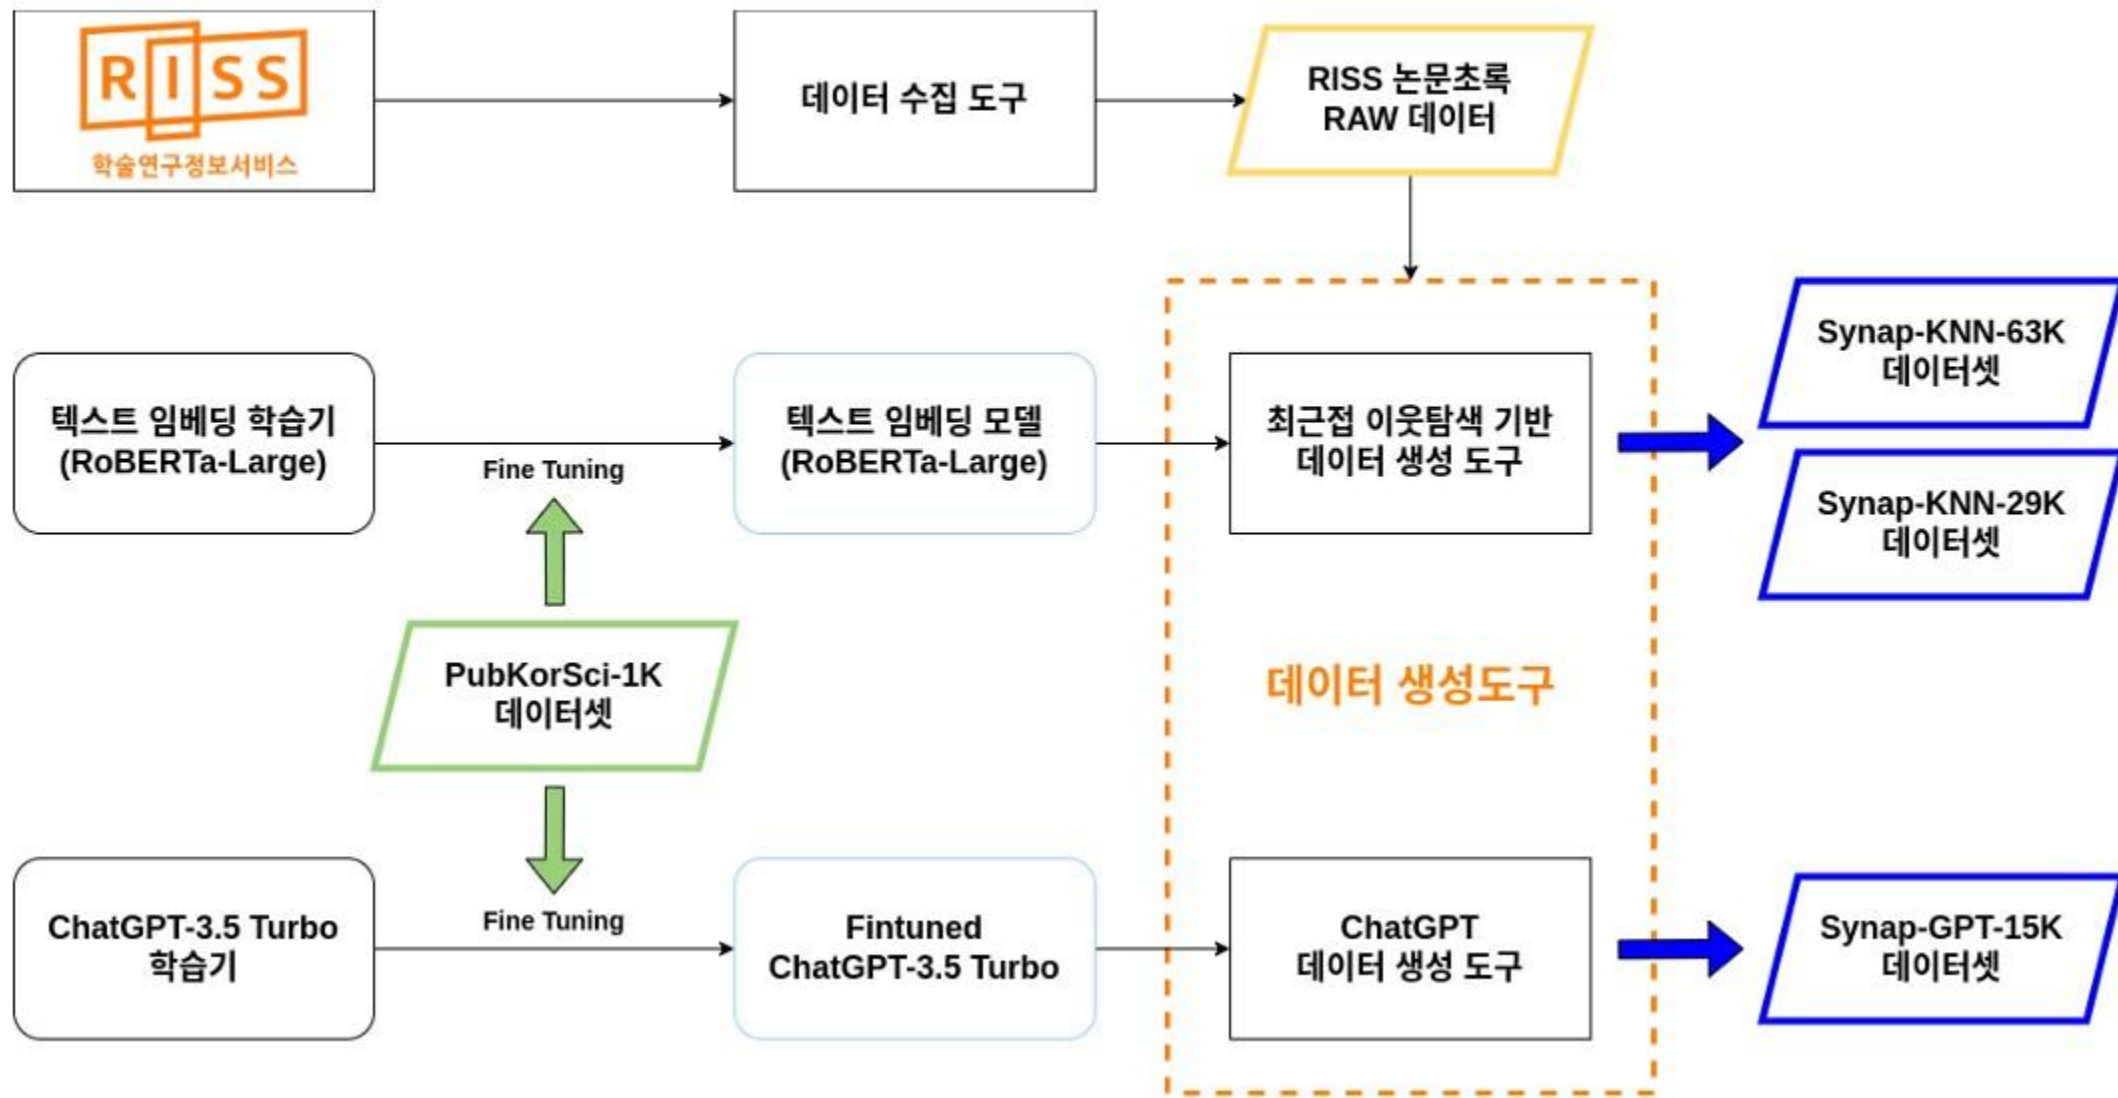 RISS
학술연구정보서비스
데이터 수집 도구
RISS 논문초록
RAW 데이터
텍스트 임베딩 학습기
(RoBERTa-Large)
Fine Tuning
텍스트 임베딩 모델
(RoBERTa-Large)
최근접 이웃탐색 기반
데이터 생성 도구
Synap-KNN-63K
데이터셋
Synap-KNN-29K
데이터셋
PubKorSci-1K
데이터셋
데이터 생성도구
ChatGPT-3.5 Turbo
학습기
Fine Tuning
Fintuned
ChatGPT-3.5 Turbo
ChatGPT
데이터 생성 도구
Synap-GPT-15K
데이터셋